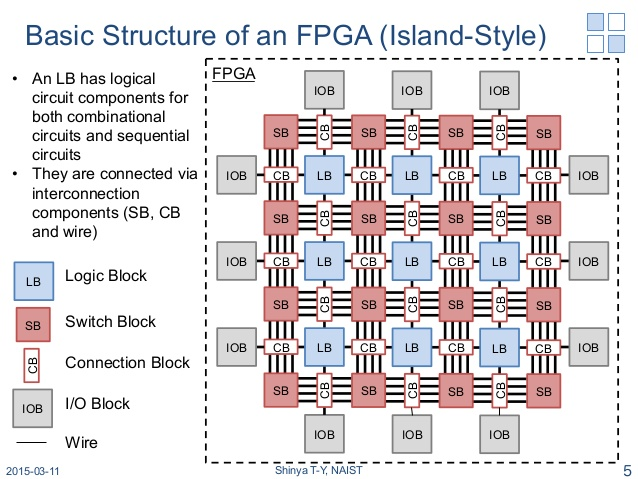 Basic Structure of an FPGA (Island-Style)
• An LB has logical
circuit components for
both combinational
circuits and sequential
circuits
• They are connected via
interconnection
components (SB, CB
and wire)
LB Logic Block
SB Switch Block
CB Connection Block
IOB I/O Block
Wire
FPGA
IOB IOB IOB
SB CB SB CB SB CB SB
IOB CB LB CB LB CB LB CB IOB
SB CB SB CB SB CB SB
IOB CB LB CB LB CB LB CB IOB
SB CB SB CB SB CB SB
IOB CB LB CB LB CB LB CB IOB
SB CB SB CB SB CB SB
IOB IOB IOB
2015-03-11 Shinya T-Y, NAIST 5